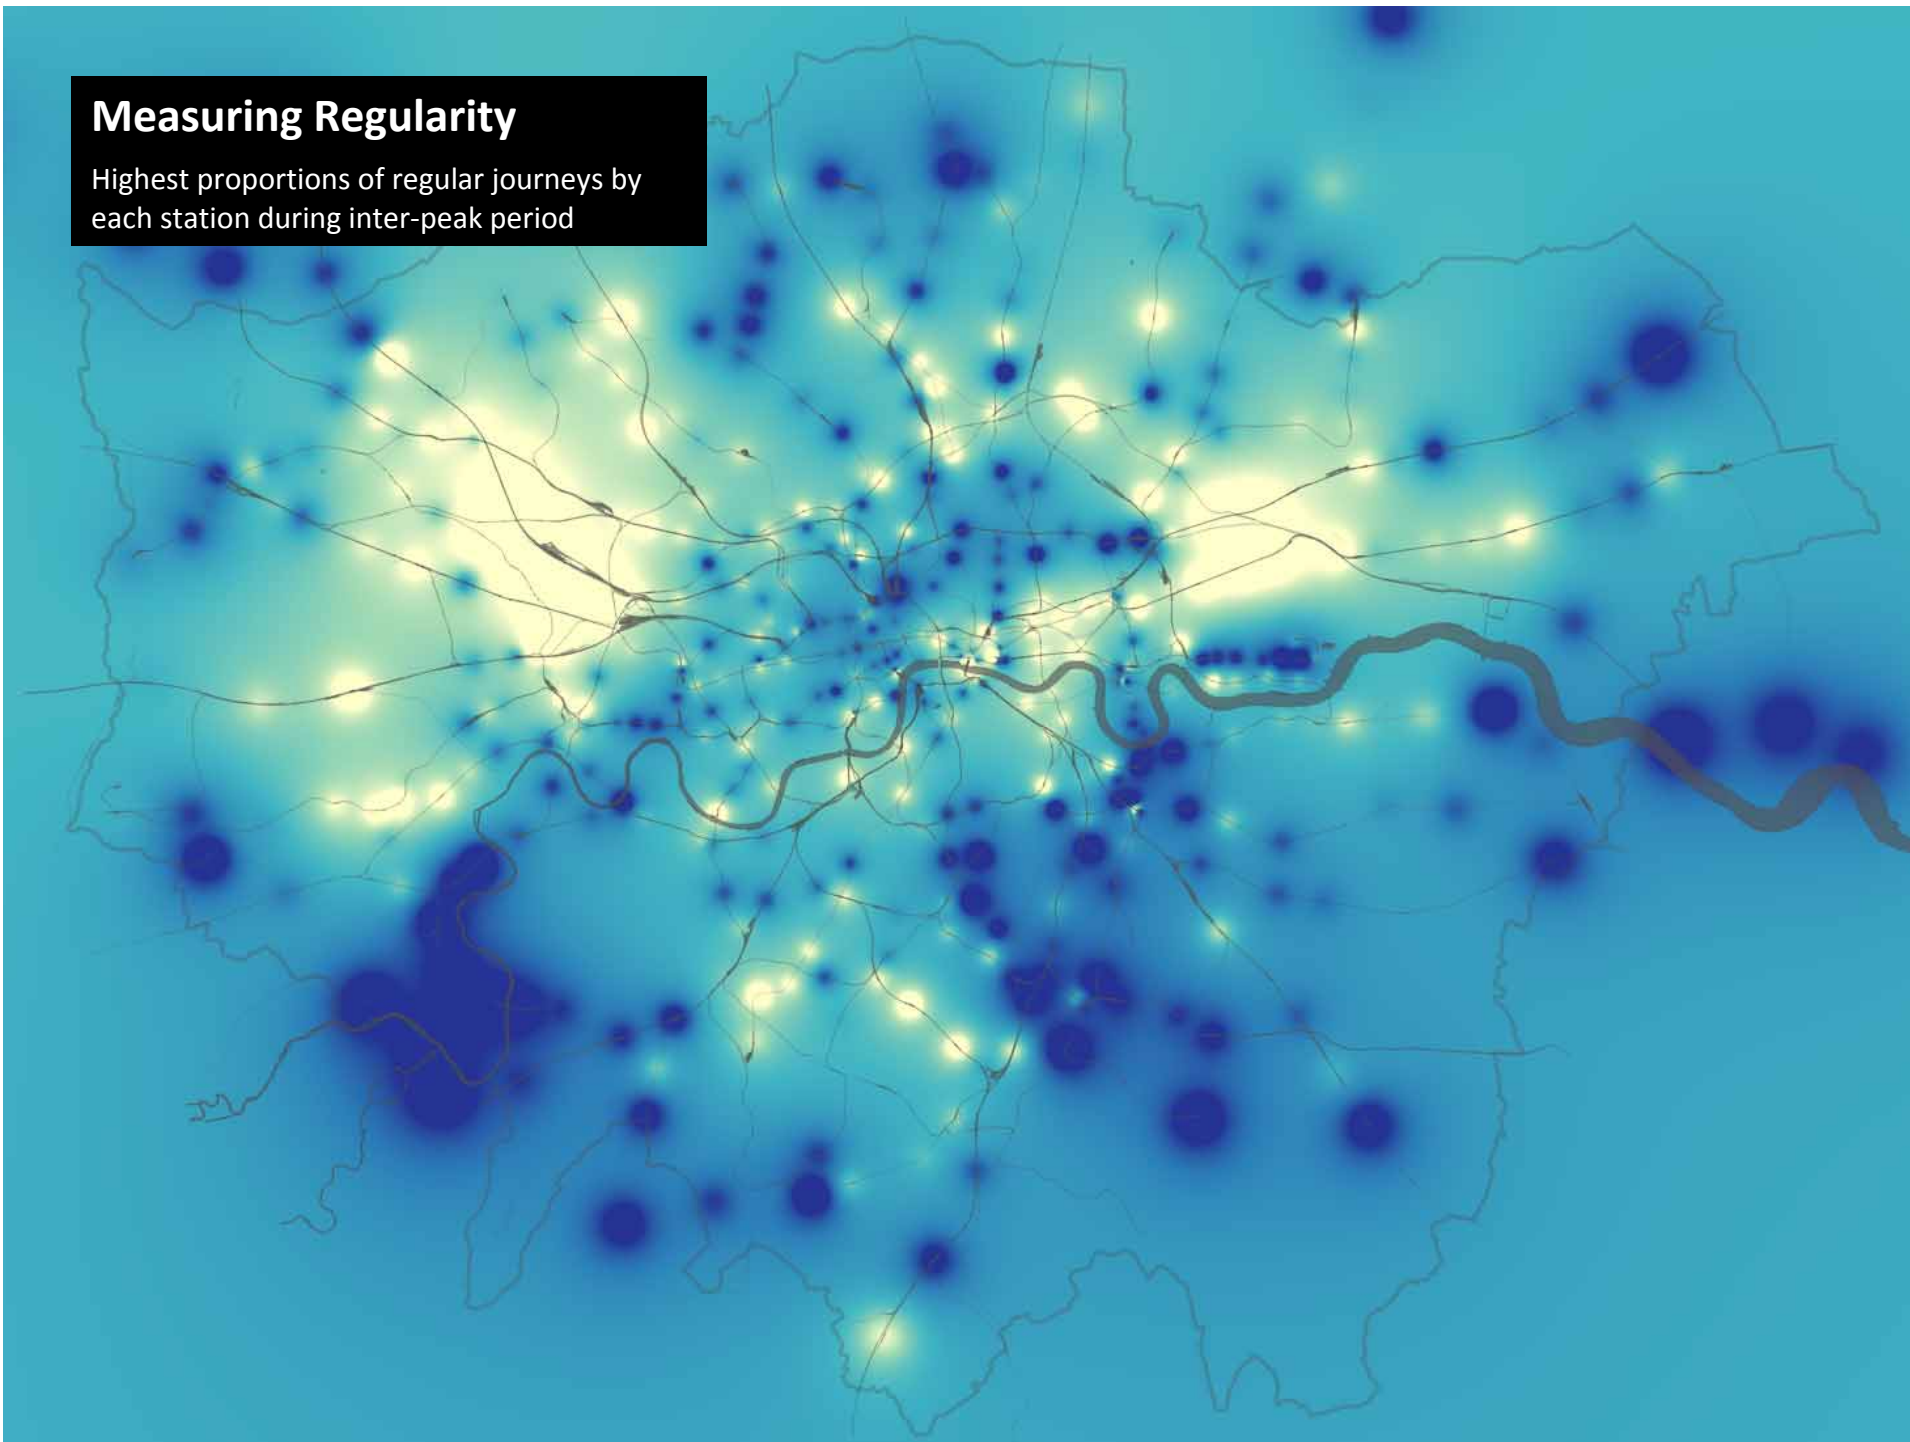 Measuring Regularity
Highest proportions of regular journeys by
each station during inter-peak period